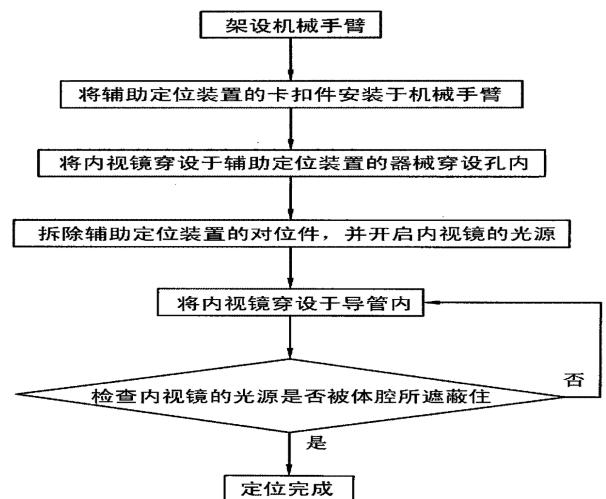 架设机械手臂
将辅助定位装置的卡扣件安装于机械手臂
将内视镜穿设于辅助定位装置的器械穿设孔内
拆除辅助定位装置的对位件，并开启内视镜的光源
将内视镜穿设于导管内
检查内视镜的光源是否被体腔所遮蔽住
否
是
定位完成